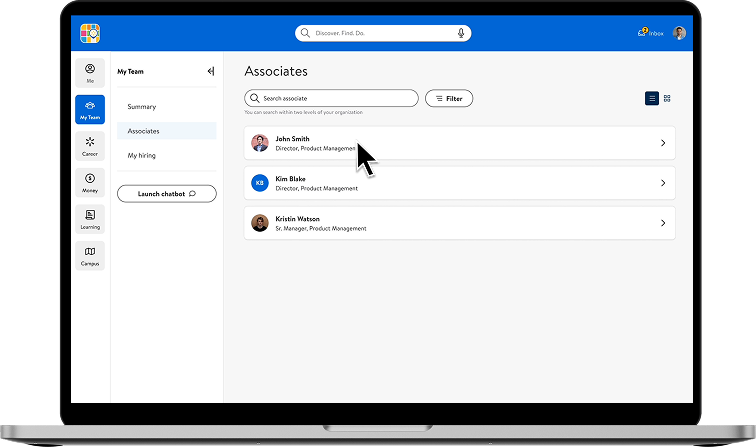 Discover. Find. Do.
2
Inbox
Me
My Team
Career
Money
Learning
Campus
My Team
Summary
Associates
My hiring
Launch chatbot
Associates
Search associate
Filter
You can search within two levels of your organization
John Smith
Director, Product Management
KB
Kim Blake
Director, Product Management
Kristin Watson
Sr. Manager, Product Management